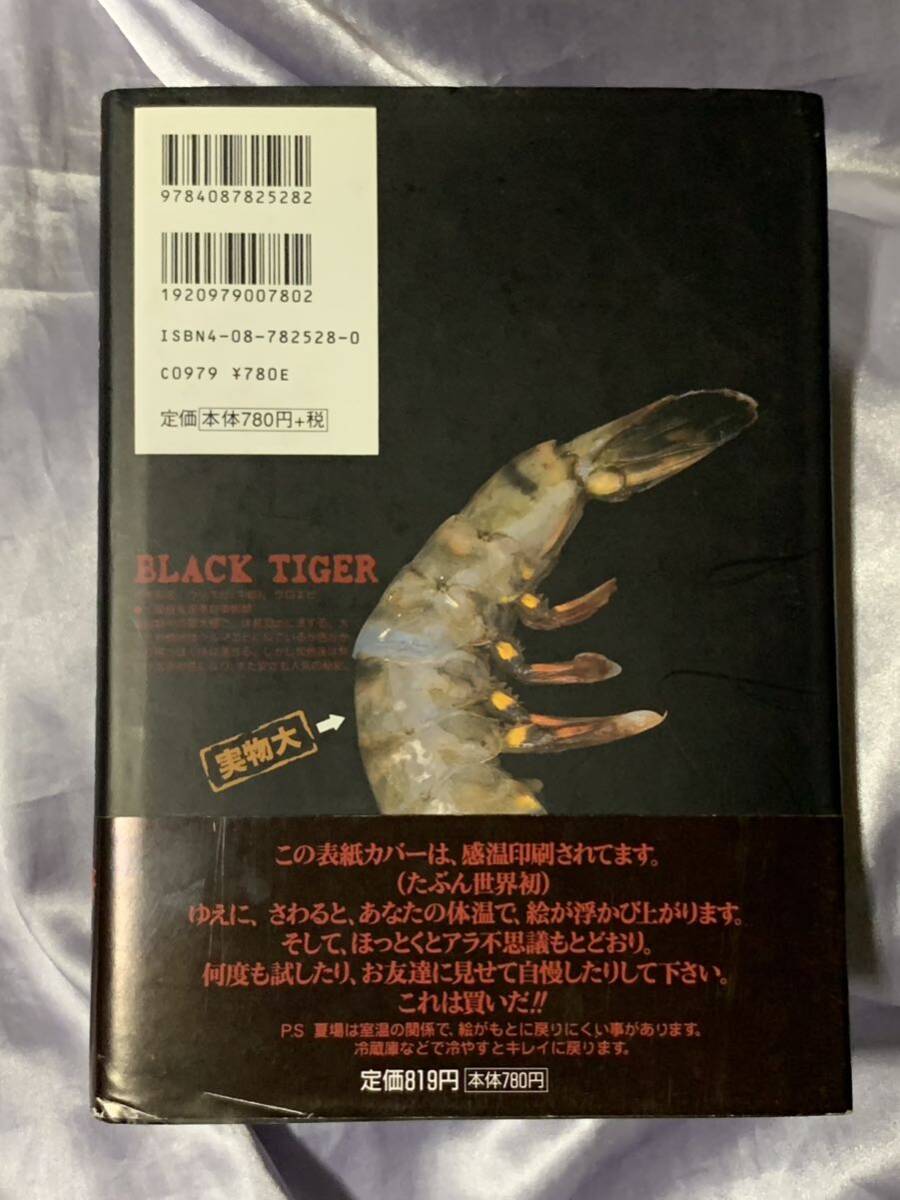 9784087825282
1920979007802
ISBN4-08-782528-0
C0979 ¥780E
定価 本体780円+税
BLACK TIGER
実物大
この表紙カバーは、感温印刷されてます。
(たぶん世界初)
ゆえに、さわると、あなたの体温で、絵が浮かび上がります。
そして、ほっとくとアラ不思議もとどおり。
何度も試したり、お友達に見せて自慢したりして下さい。
これは買いだ!!
P.S 夏場は室温の関係で、絵がもとに戻りにくい事があります。
冷蔵庫などで冷やすとキレイに戻ります。
定価819円 本体780円